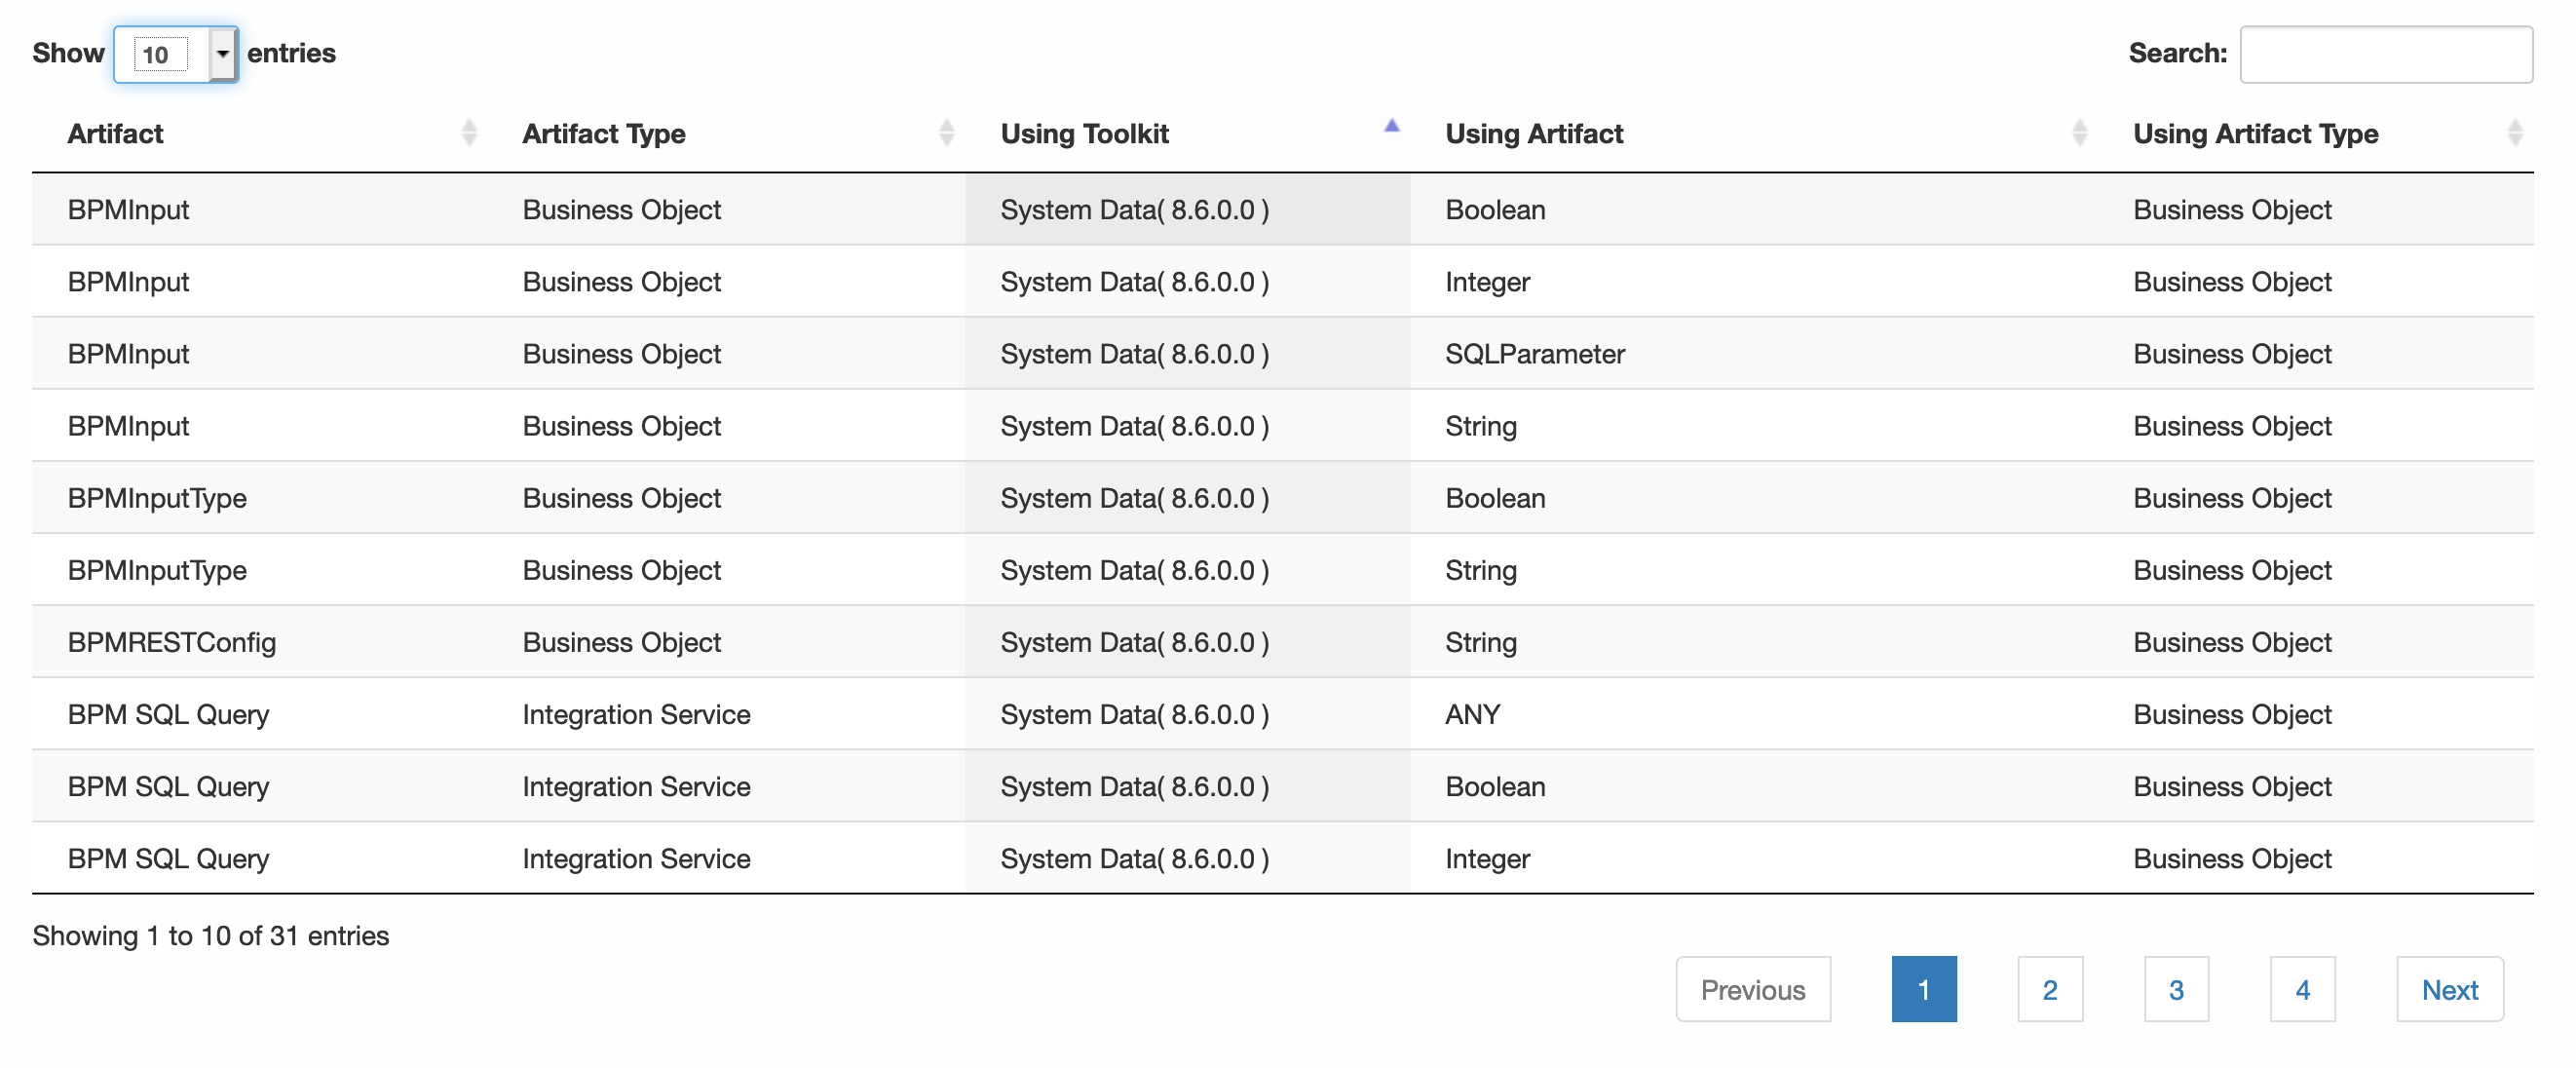 Show 10 entries Search:
Artifact Artifact Type Using Toolkit Using Artifact Using Artifact Type
BPMInput Business Object System Data( 8.6.0.0 ) Boolean Business Object
BPMInput Business Object System Data( 8.6.0.0 ) Integer Business Object
BPMInput Business Object System Data( 8.6.0.0 ) SQLParameter Business Object
BPMInput Business Object System Data( 8.6.0.0 ) String Business Object
BPMInputType Business Object System Data( 8.6.0.0 ) Boolean Business Object
BPMInputType Business Object System Data( 8.6.0.0 ) String Business Object
BPMRESTConfig Business Object System Data( 8.6.0.0 ) String Business Object
BPM SQL Query Integration Service System Data( 8.6.0.0 ) ANY Business Object
BPM SQL Query Integration Service System Data( 8.6.0.0 ) Boolean Business Object
BPM SQL Query Integration Service System Data( 8.6.0.0 ) Integer Business Object
Showing 1 to 10 of 31 entries
Previous 1 2 3 4 Next